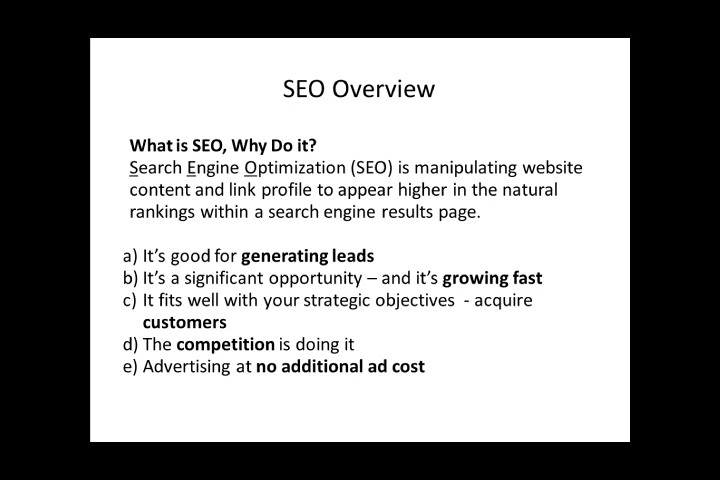 SEO Overview
What is SEO, Why Do it?
Search Engine Optimization (SEO) is manipulating website
content and link profile to appear higher in the natural
rankings within a search engine results page.
a) It’s good for generating leads
b) It’s a significant opportunity – and it’s growing fast
c) It fits well with your strategic objectives  - acquire
customers
d) The competition is doing it
e) Advertising at no additional ad cost